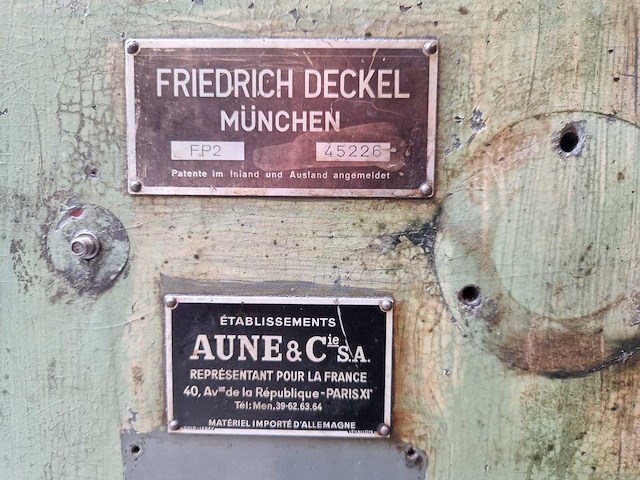 FRIEDRICH DECKEL
MÜNCHEN
FP2 45226
Patente im Inland und Ausland angemeldet
ÉTABLISSEMENTS
AUNE & Cie S.A.
REPRÉSENTANT POUR LA FRANCE
40, Avue de la République - PARIS XIe
Tél: Men. 39-62.63.64
MATÉRIEL IMPORTÉ D'ALLEMAGNE